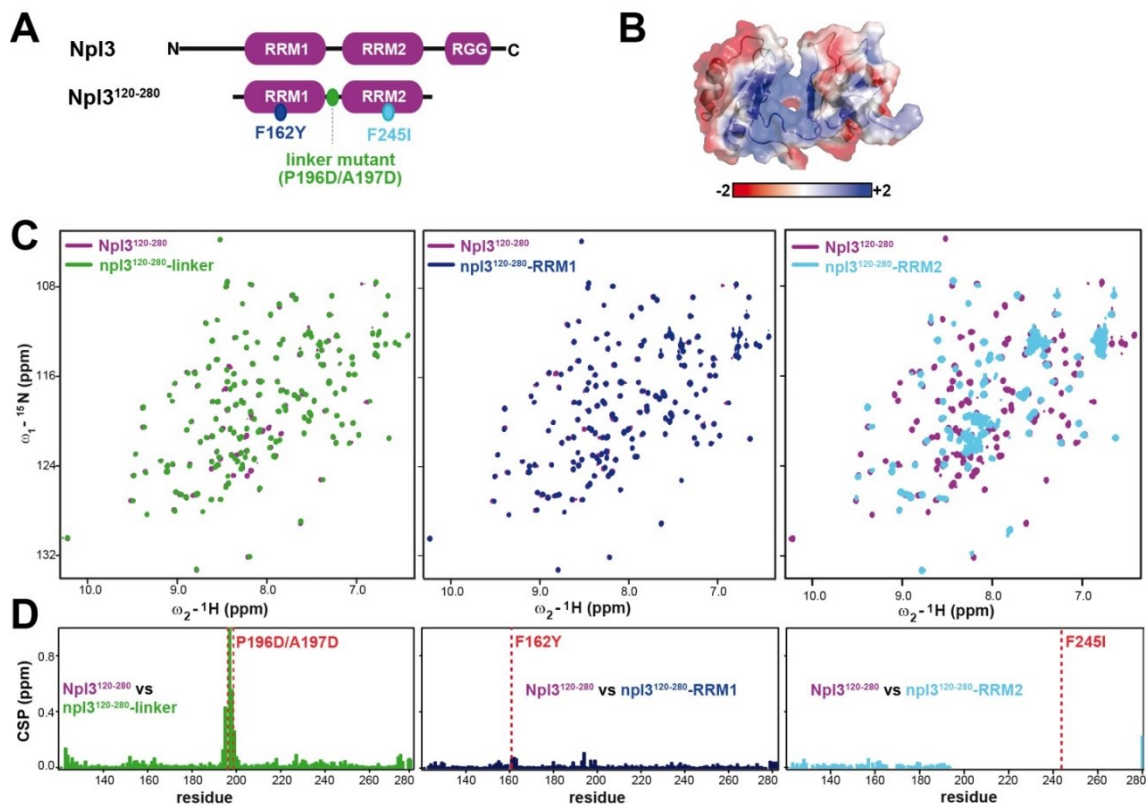 A
Npl3
N
RRM1
RRM2
RGG
C
Npl3120-280
RRM1
RRM2
F162Y
F245I
linker mutant
(P196D/A197D)
B
-2
+2
C
Npl3120-280
npl3120-280-linker
Npl3120-280
npl3120-280-RRM1
Npl3120-280
npl3120-280-RRM2
ω1-15N (ppm)
108
116
124
132
10.0 9.0 8.0 7.0
ω2-1H (ppm)
10.0 9.0 8.0 7.0
ω2-1H (ppm)
10.0 9.0 8.0 7.0
ω2-1H (ppm)
D
CSP (ppm)
0.8
0.4
0.0
P196D/A197D
Npl3120-280
vs
npl3120-280-linker
140 160 180 200 220 240 260 280
residue
F162Y
Npl3120-280 vs npl3120-280-RRM1
140 160 180 200 220 240 260 280
residue
F245I
Npl3120-280 vs npl3120-280-RRM2
140 160 180 200 220 240 260 280
residue